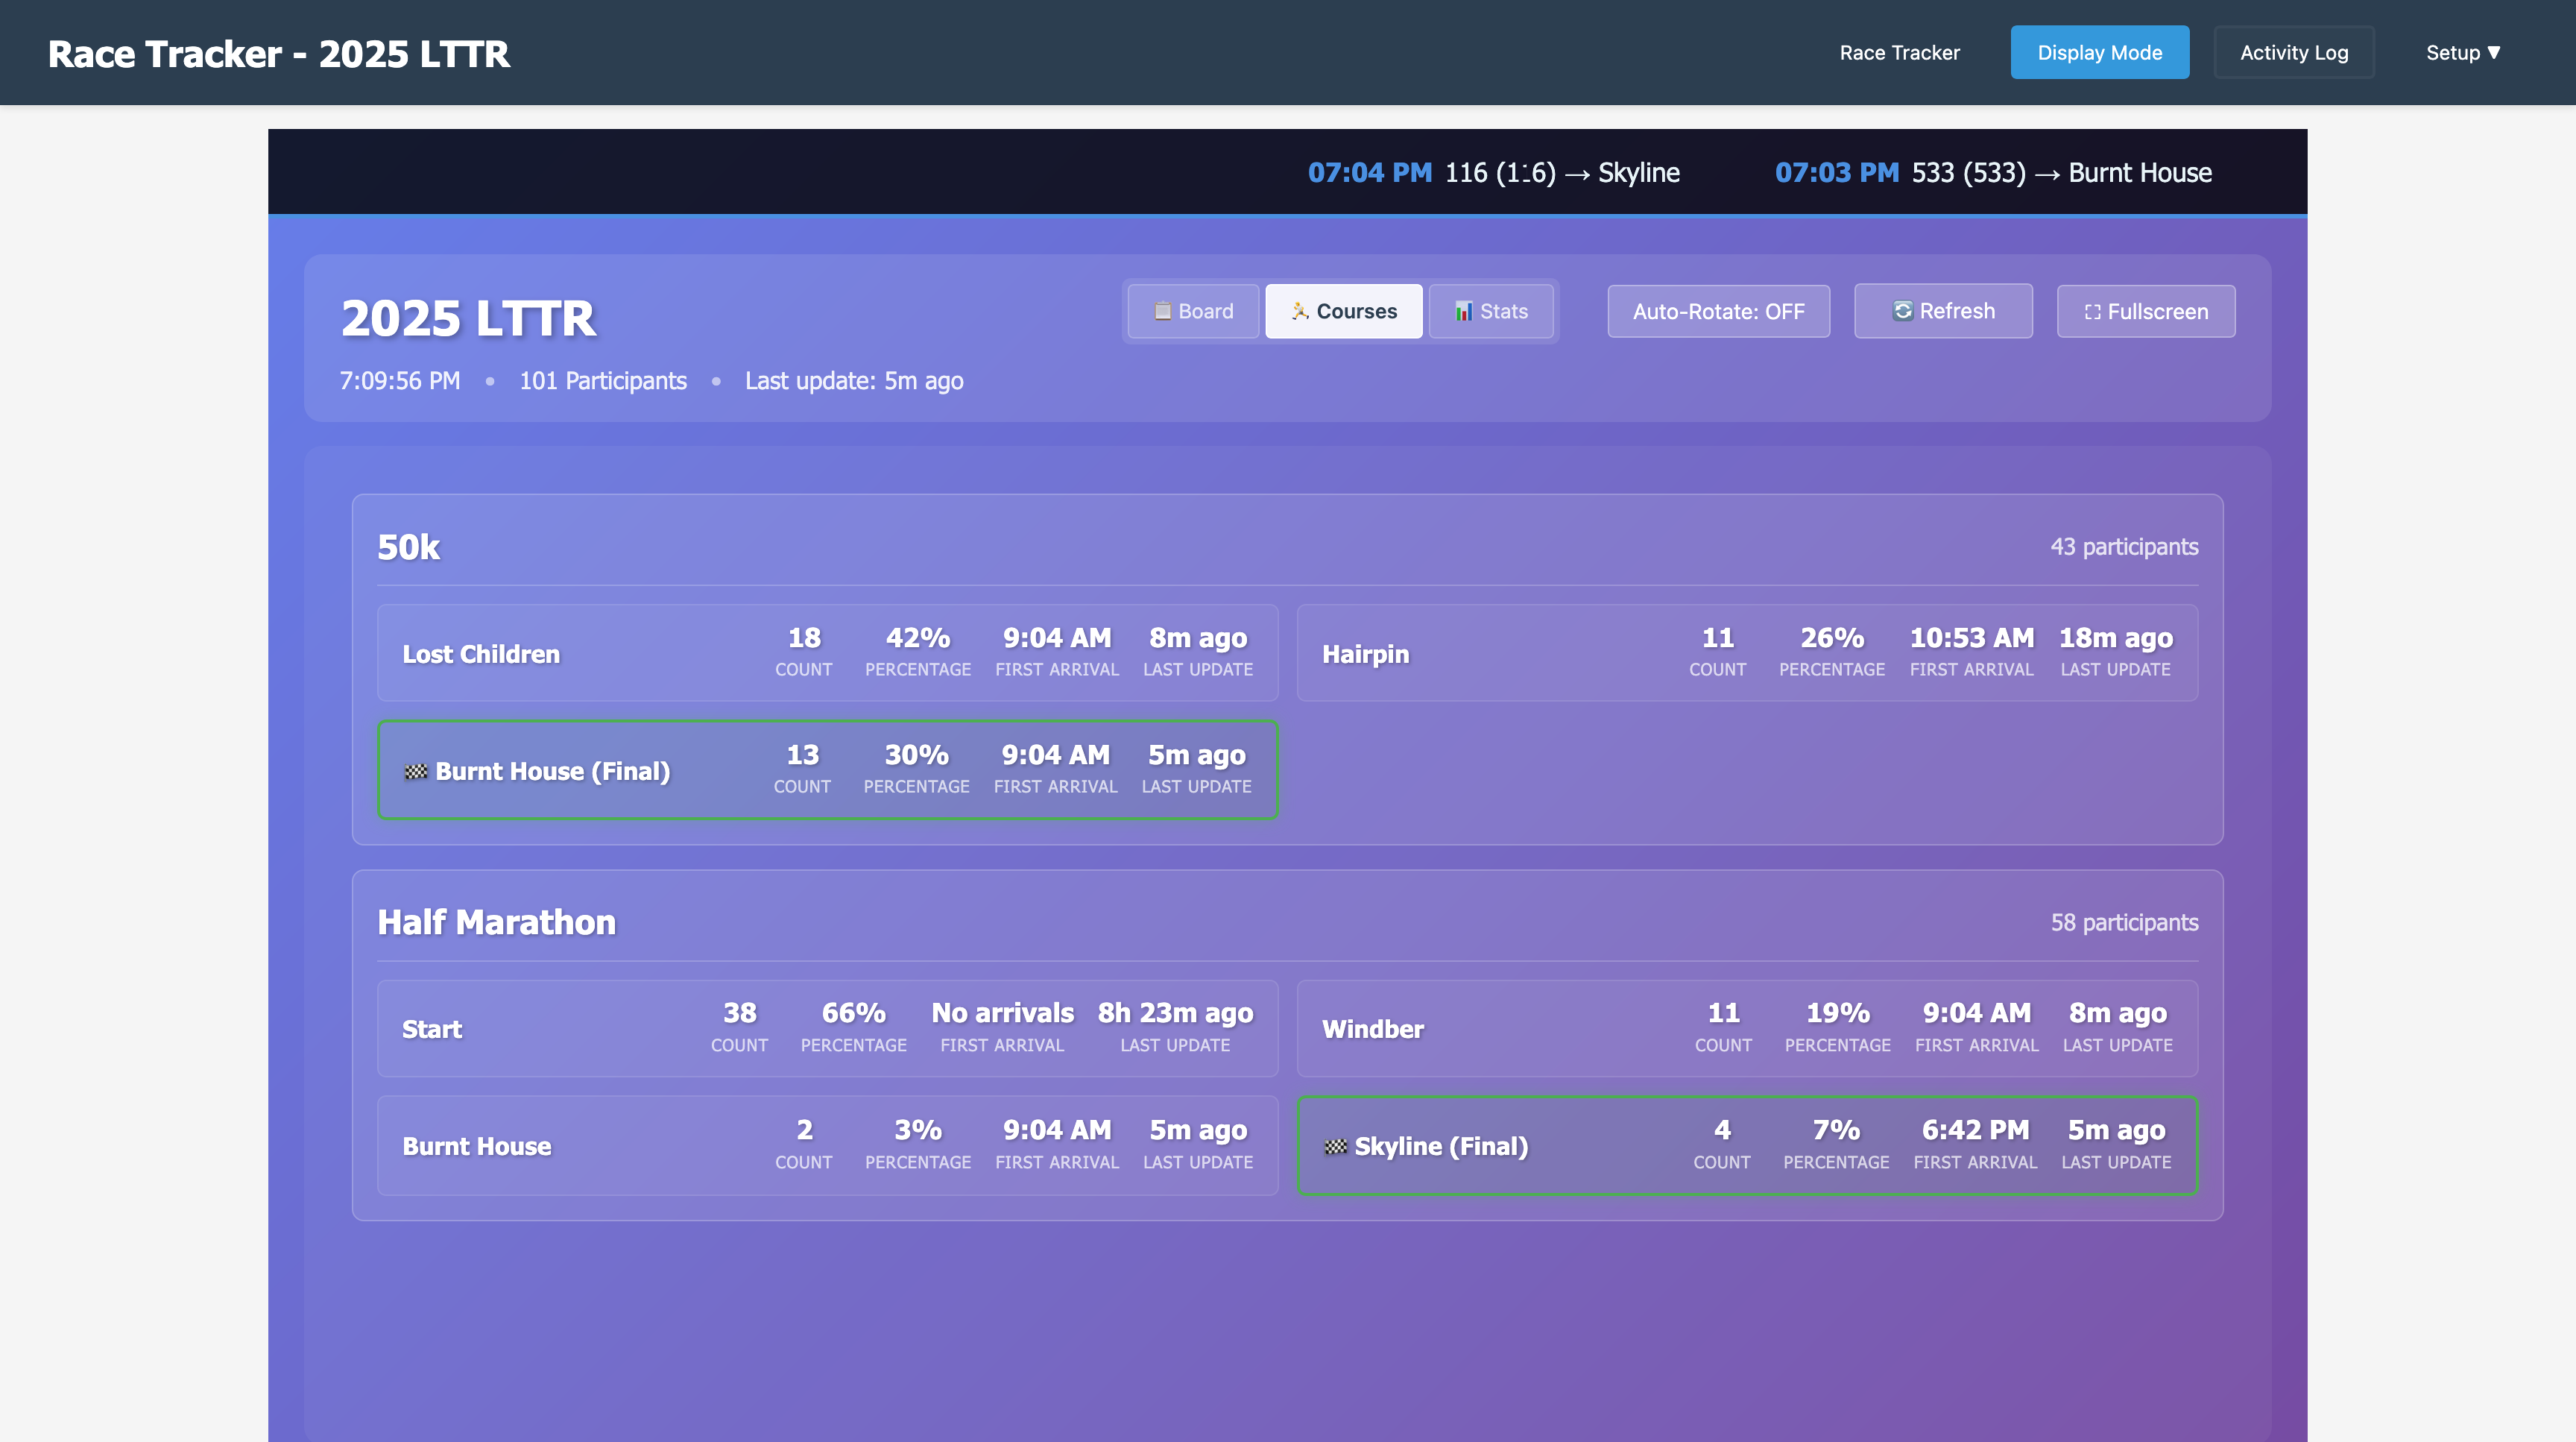 Race Tracker - 2025 LTTR
Race Tracker
Display Mode
Activity Log
Setup ▼
07:04 PM 116 (116) → Skyline
07:03 PM 533 (533) → Burnt House
2025 LTTR
📋 Board
🏃 Courses
📊 Stats
Auto-Rotate: OFF
🔄 Refresh
⛶ Fullscreen
7:09:56 PM • 101 Participants • Last update: 5m ago
50k
43 participants
Lost Children
18 42% 9:04 AM 8m ago
COUNT PERCENTAGE FIRST ARRIVAL LAST UPDATE
Hairpin
11 26% 10:53 AM 18m ago
COUNT PERCENTAGE FIRST ARRIVAL LAST UPDATE
🏁 Burnt House (Final)
13 30% 9:04 AM 5m ago
COUNT PERCENTAGE FIRST ARRIVAL LAST UPDATE
Half Marathon
58 participants
Start
38 66% No arrivals 8h 23m ago
COUNT PERCENTAGE FIRST ARRIVAL LAST UPDATE
Windber
11 19% 9:04 AM 8m ago
COUNT PERCENTAGE FIRST ARRIVAL LAST UPDATE
Burnt House
2 3% 9:04 AM 5m ago
COUNT PERCENTAGE FIRST ARRIVAL LAST UPDATE
🏁 Skyline (Final)
4 7% 6:42 PM 5m ago
COUNT PERCENTAGE FIRST ARRIVAL LAST UPDATE